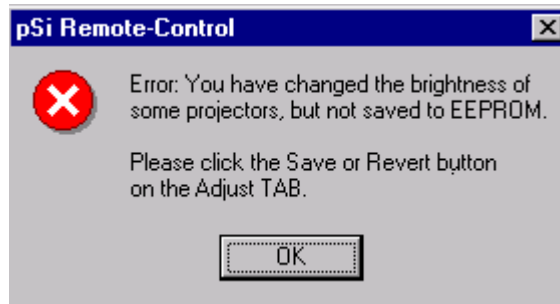 pSi Remote-Control
Error: You have changed the brightness of
some projectors, but not saved to EEPROM.
Please click the Save or Revert button
on the Adjust TAB.
OK